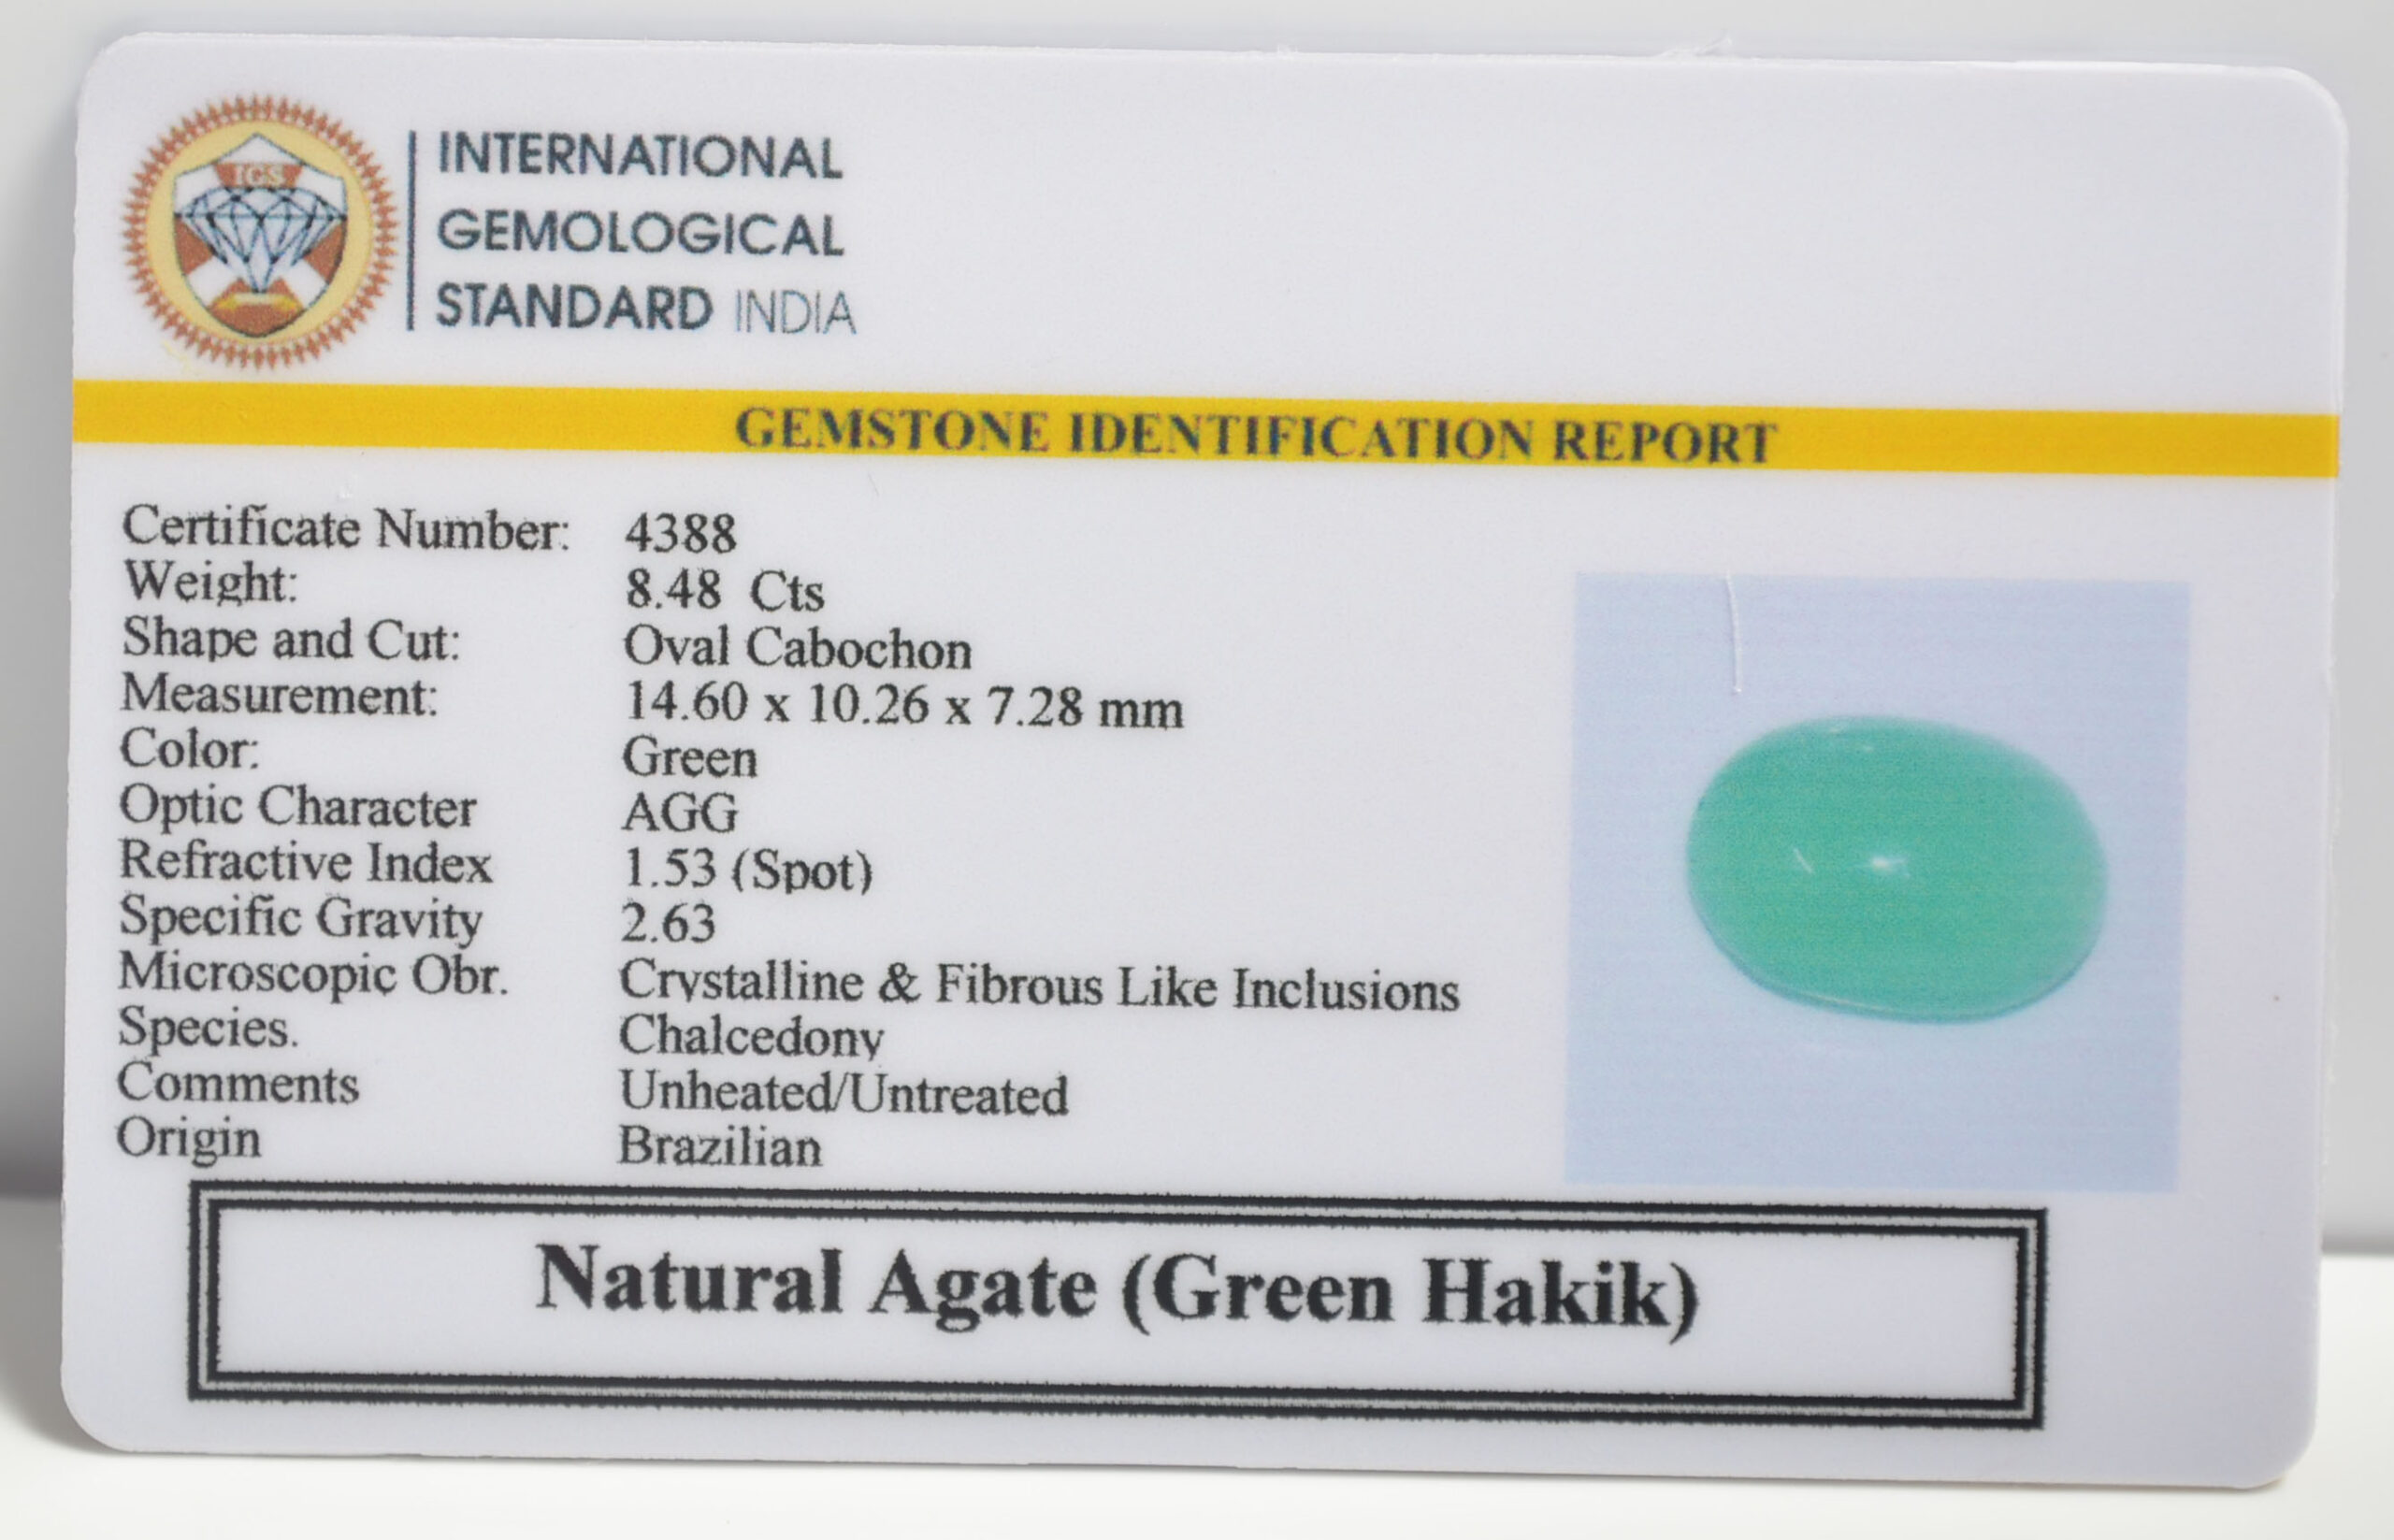 IGS
INTERNATIONAL
GEMOLOGICAL
STANDARD INDIA
GEMSTONE IDENTIFICATION REPORT
Certificate Number: 4388
Weight: 8.48 Cts
Shape and Cut: Oval Cabochon
Measurement: 14.60 x 10.26 x 7.28 mm
Color: Green
Optic Character AGG
Refractive Index 1.53 (Spot)
Specific Gravity 2.63
Microscopic Obr. Crystalline & Fibrous Like Inclusions
Species. Chalcedony
Comments Unheated/Untreated
Origin Brazilian
Natural Agate (Green Hakik)